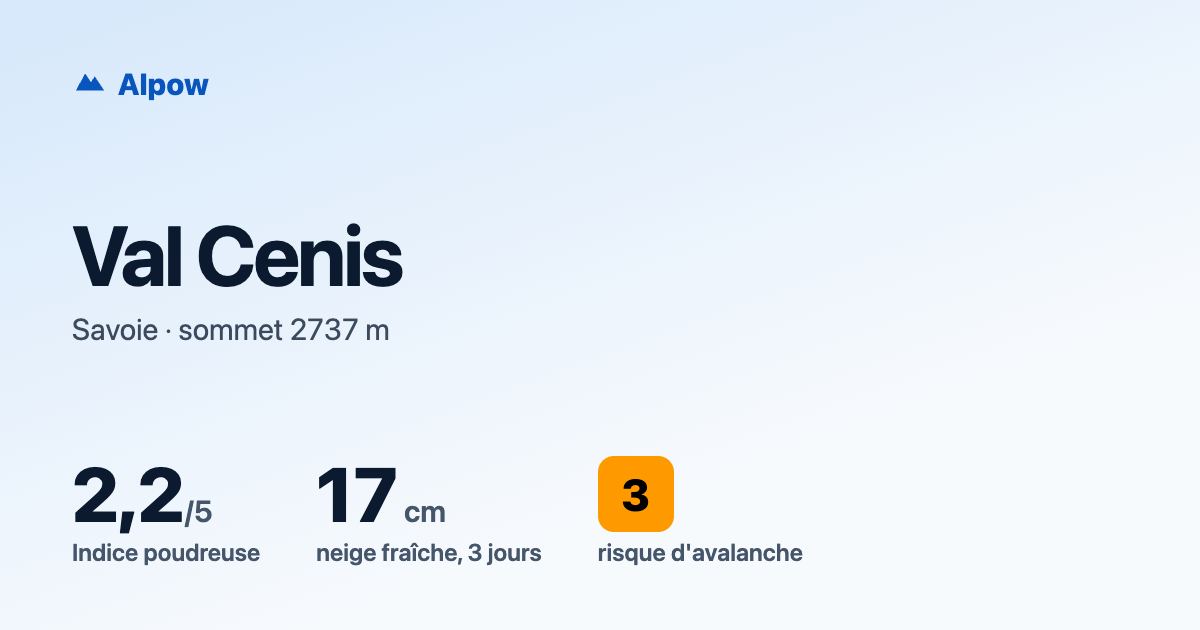 Alpow
Val Cenis
Savoie · sommet 2737 m
2,2/5
Indice poudreuse
17 cm
neige fraîche, 3 jours
3
risque d'avalanche